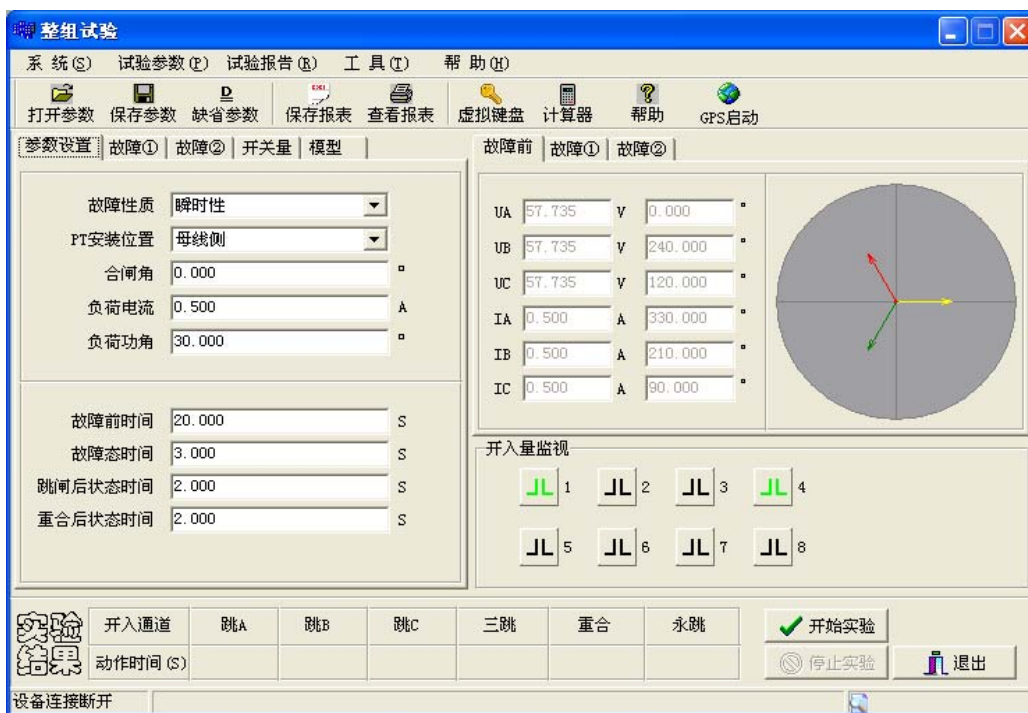 整组试验
系 统(S) 试验参数(P) 试验报告(R) 工 具(T) 帮 助(H)
打开参数 保存参数 缺省参数 保存报表 查看报表 虚拟键盘 计算器 帮助 GPS启动
参数设置 故障① 故障② 开关量 模型
故障性质 瞬时性
PT安装位置 母线侧
合闸角 0.000 °
负荷电流 0.500 A
负荷功角 30.000 °
故障前时间 20.000 S
故障态时间 3.000 S
跳闸后状态时间 2.000 S
重合后状态时间 2.000 S
故障前 故障① 故障②
UA 57.735 V 0.000 °
UB 57.735 V 240.000 °
UC 57.735 V 120.000 °
IA 0.500 A 330.000 °
IB 0.500 A 210.000 °
IC 0.500 A 90.000 °
开入量监视
1 2 3 4
5 6 7 8
实验结果
开入通道 跳A 跳B 跳C 三跳 重合 永跳
动作时间(S)
开始实验
停止实验 退出
设备连接断开